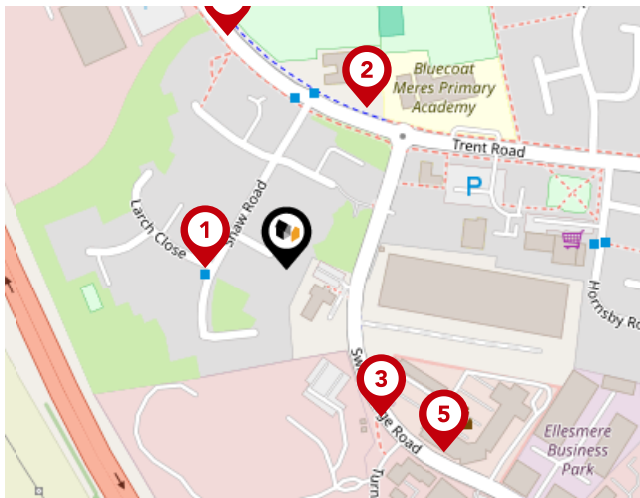 2
Bluecoat
Meres Primary
Academy
Trent Road
P
Larch Close
Shaw Road
1
Hornsby Ro
3
Sw
ge Road
5
Ellesmere
Business
Park
Turn